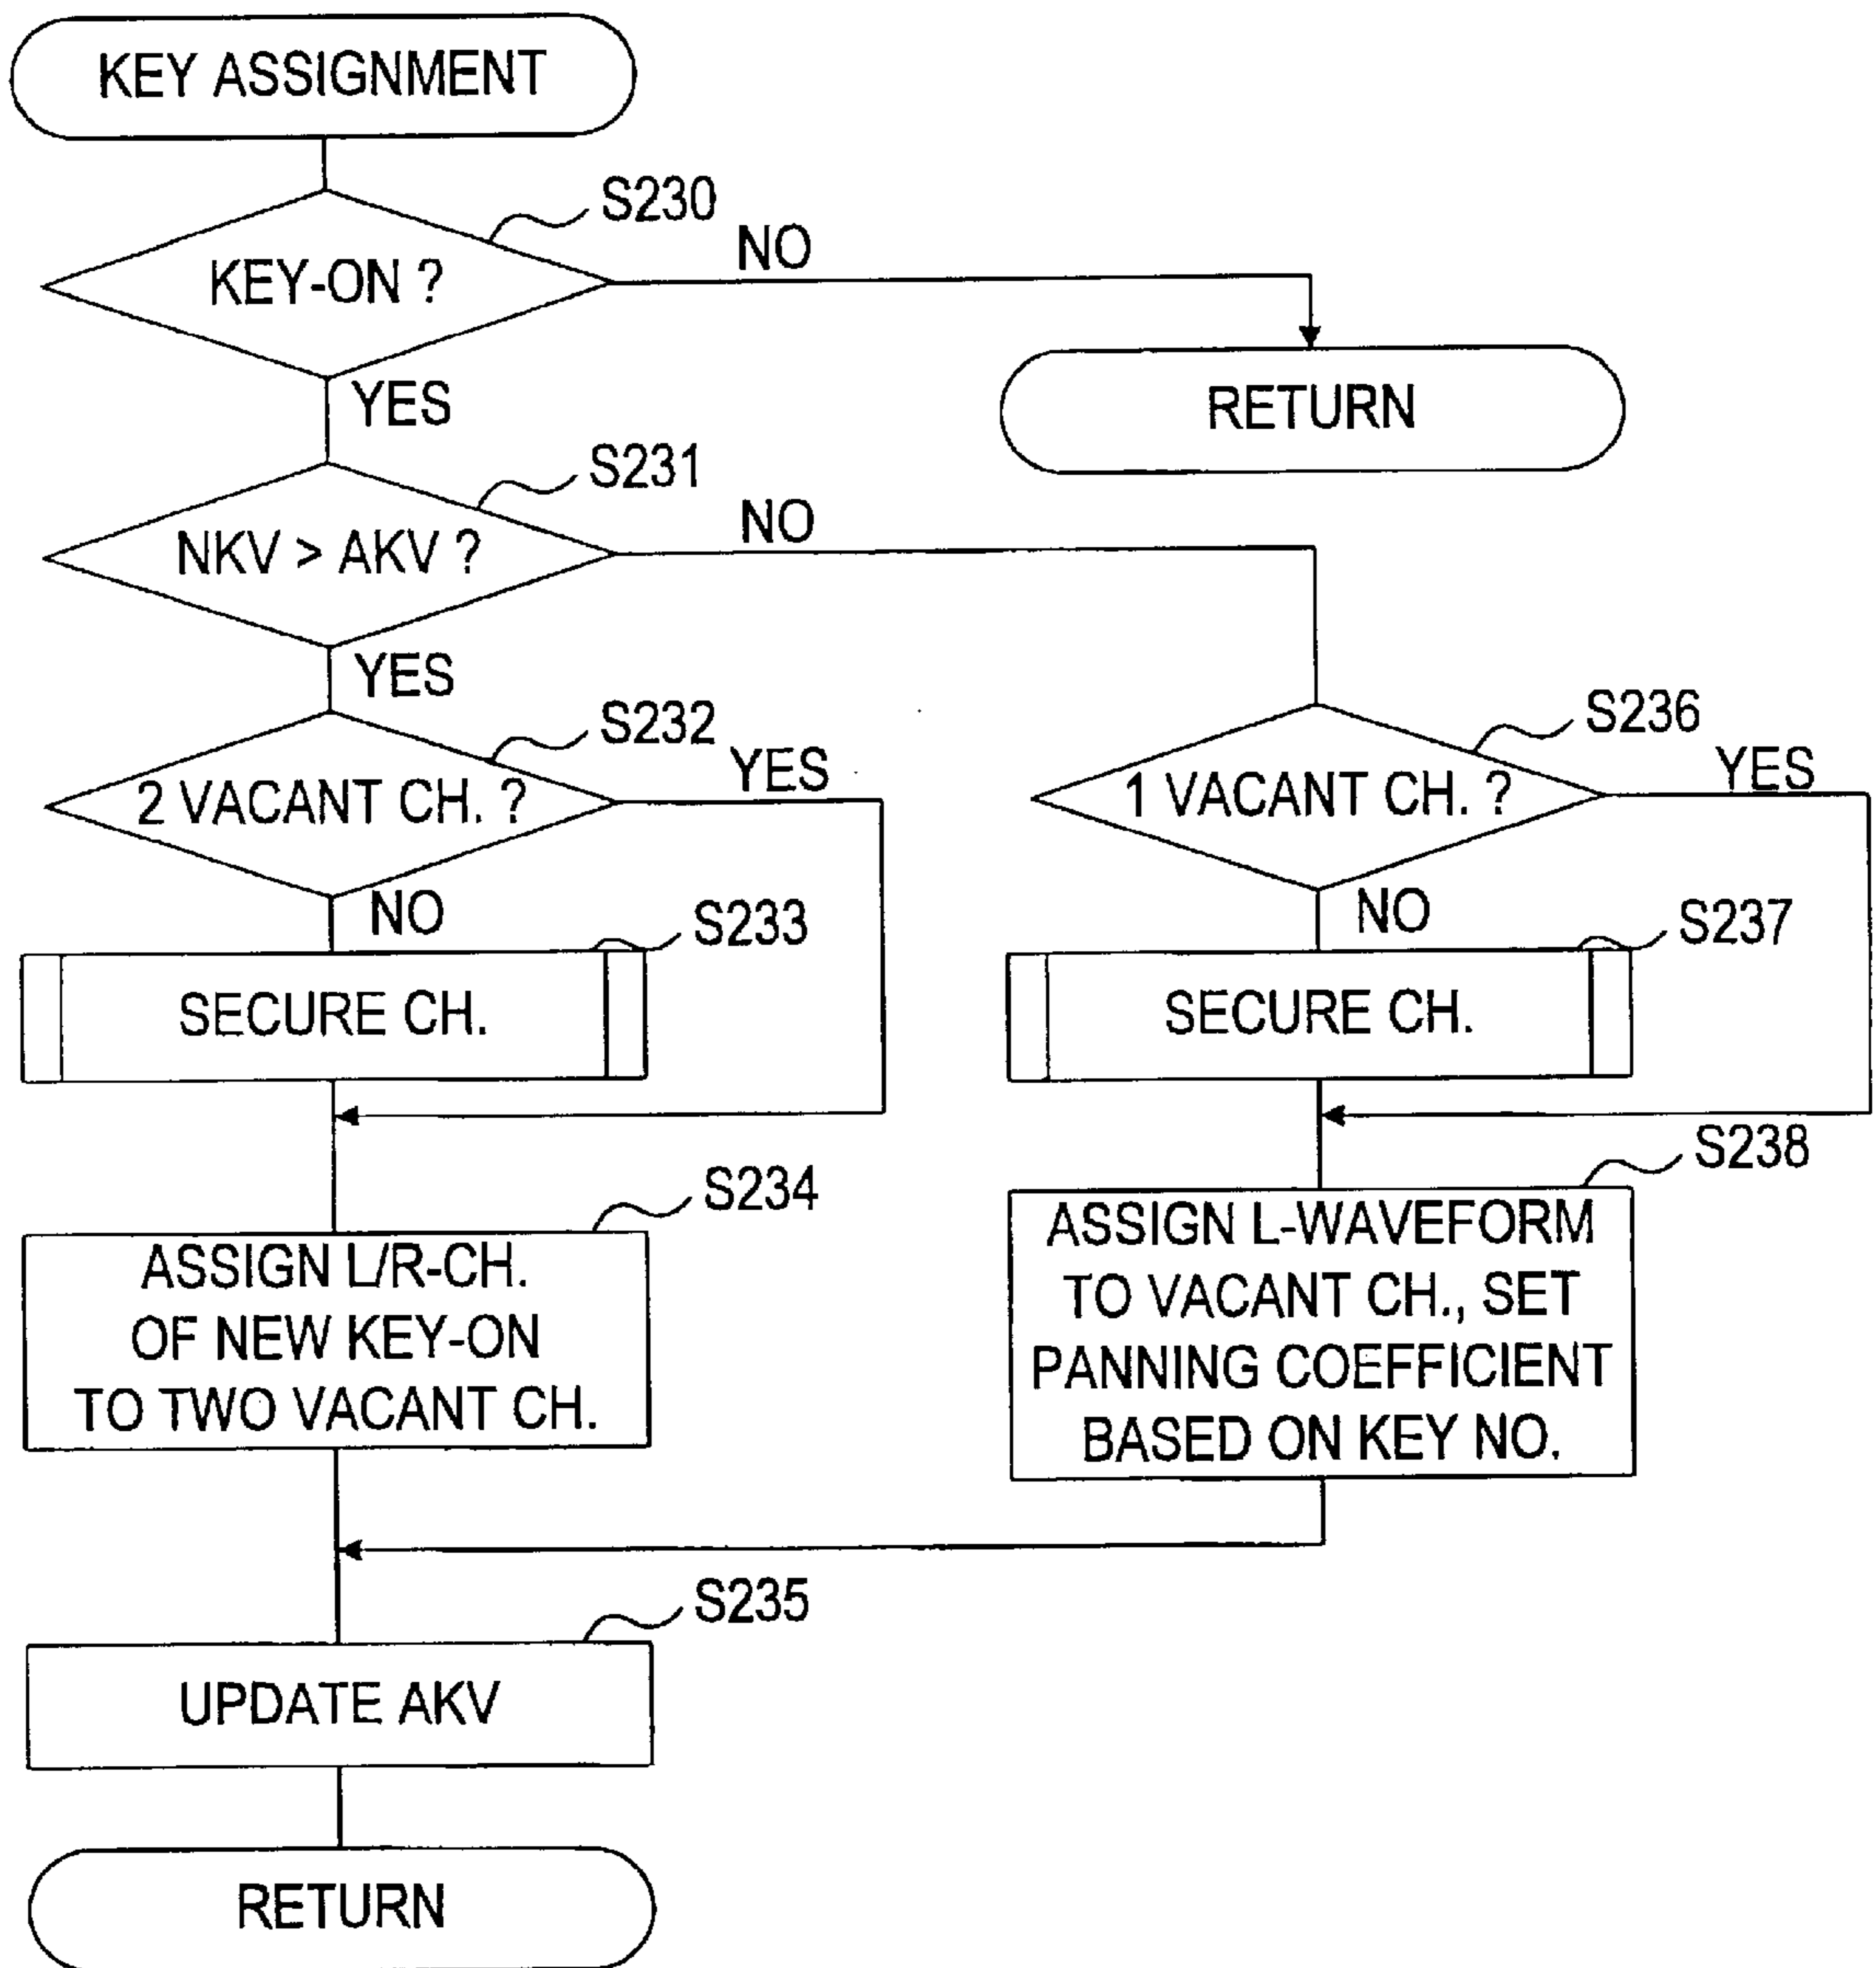 KEY ASSIGNMENT
S230
KEY-ON ?
NO
YES
RETURN
S231
NKV > AKV ?
NO
YES
S232
2 VACANT CH. ?
YES
NO
S236
1 VACANT CH. ?
YES
NO
S233
SECURE CH.
S237
SECURE CH.
S234
ASSIGN L/R-CH.
OF NEW KEY-ON
TO TWO VACANT CH.
S238
ASSIGN L-WAVEFORM
TO VACANT CH., SET
PANNING COEFFICIENT
BASED ON KEY NO.
S235
UPDATE AKV
RETURN